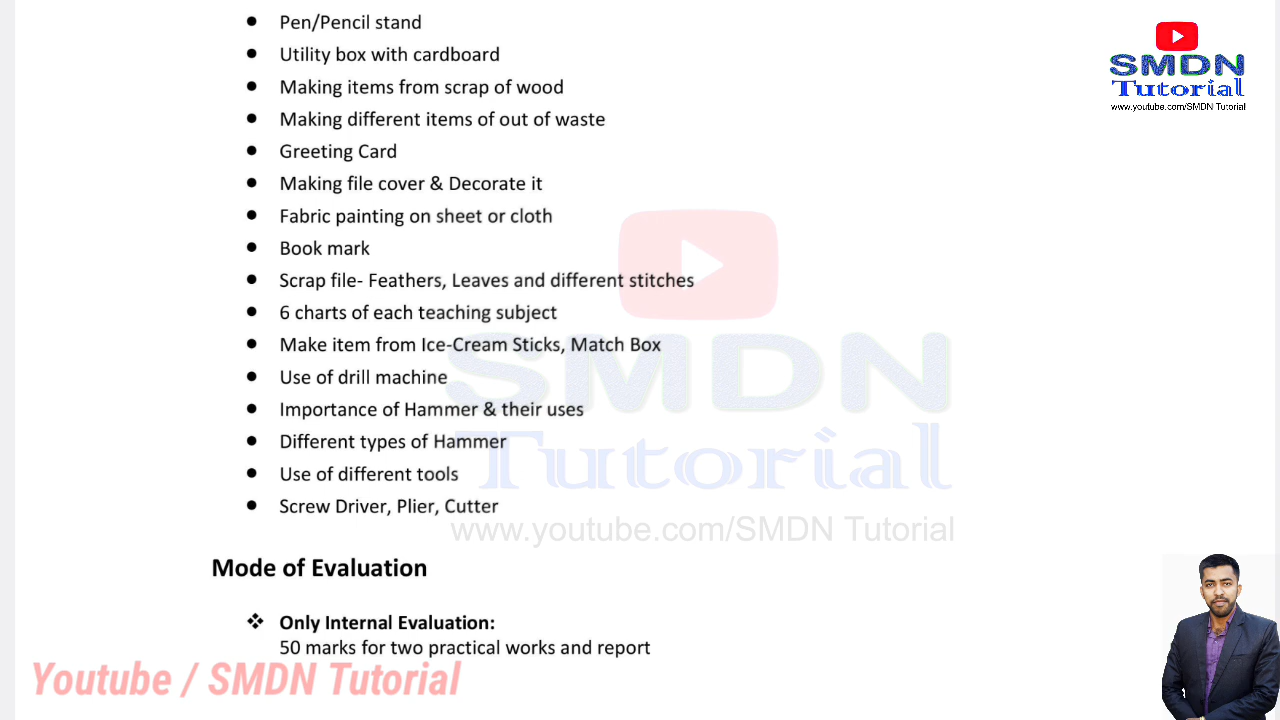 ● Pen/Pencil stand
● Utility box with cardboard
● Making items from scrap of wood
● Making different items of out of waste
● Greeting Card
● Making file cover & Decorate it
● Fabric painting on sheet or cloth
● Book mark
● Scrap file- Feathers, Leaves and different stitches
● 6 charts of each teaching subject
● Make item from Ice-Cream Sticks, Match Box
● Use of drill machine
● Importance of Hammer & their uses
● Different types of Hammer
● Use of different tools
● Screw Driver, Plier, Cutter
Mode of Evaluation
❖ Only Internal Evaluation:
50 marks for two practical works and report
SMDN
Tutorial
www.youtube.com/SMDN Tutorial
SMDN
Tutorial
www.youtube.com/SMDN Tutorial
Youtube / SMDN Tutorial